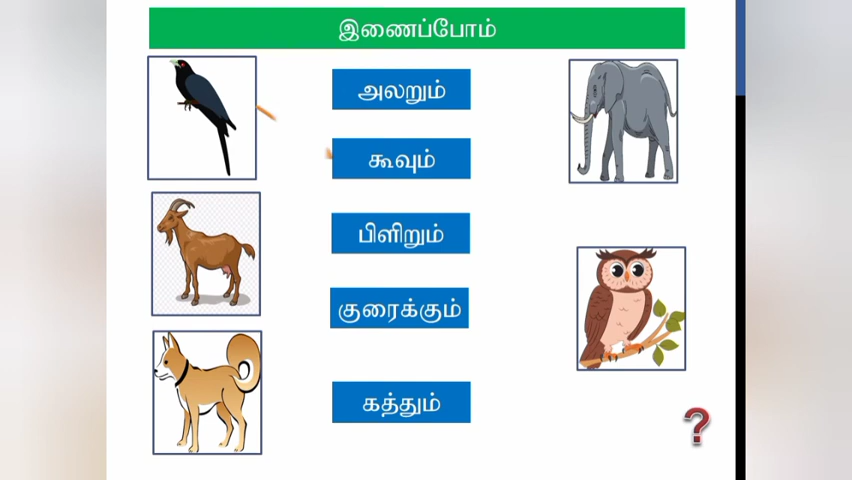 இணைப்போம்
அலறும்
கூவும்
பிளிறும்
குரைக்கும்
கத்தும்
?